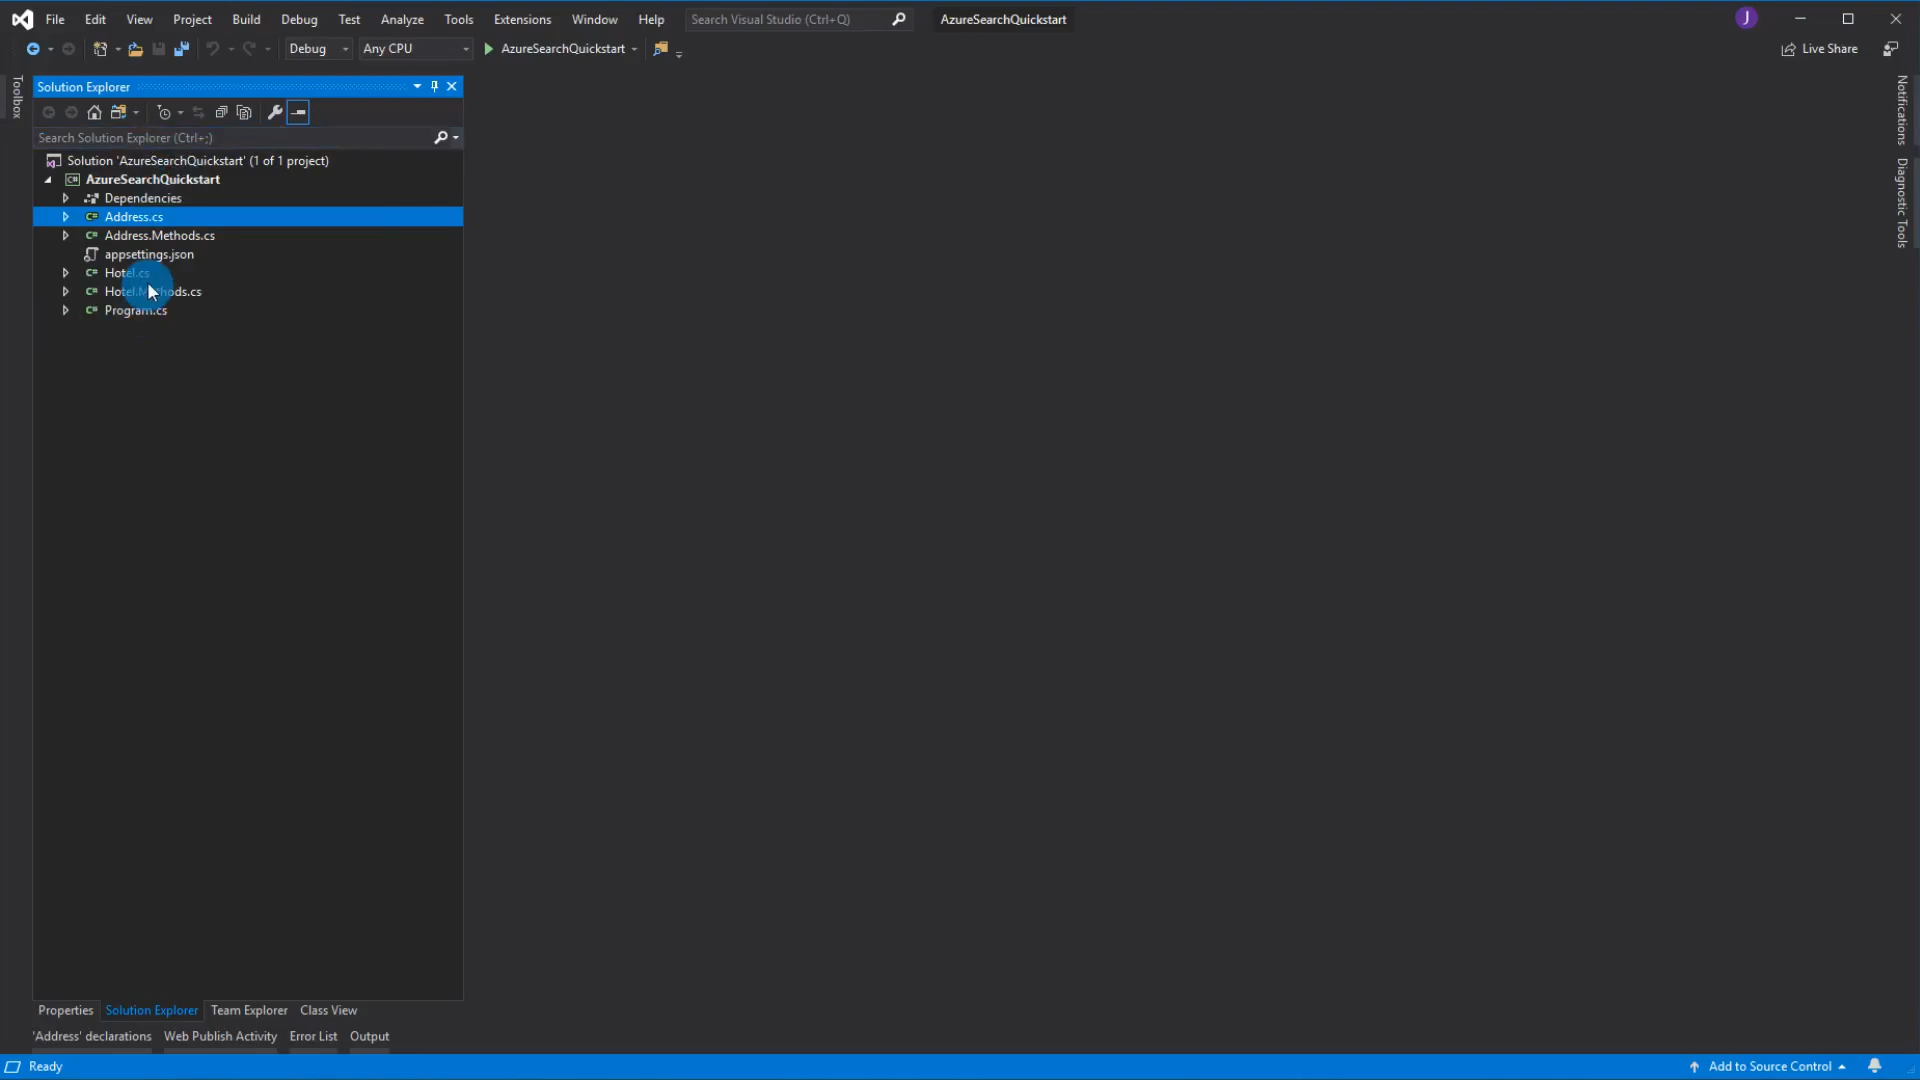 File Edit View Project Build Debug Test Analyze Tools Extensions Window Help Search Visual Studio (Ctrl+Q) AzureSearchQuickstart J
Debug Any CPU AzureSearchQuickstart Live Share
Toolbox
Solution Explorer
Search Solution Explorer (Ctrl+;)
Solution 'AzureSearchQuickstart' (1 of 1 project)
C# AzureSearchQuickstart
Dependencies
C# Address.cs
C# Address.Methods.cs
appsettings.json
C# Hotel.cs
C# Hotel.Methods.cs
C# Program.cs
Notifications
Diagnostic Tools
Properties Solution Explorer Team Explorer Class View
'Address' declarations Web Publish Activity Error List Output
Ready Add to Source Control